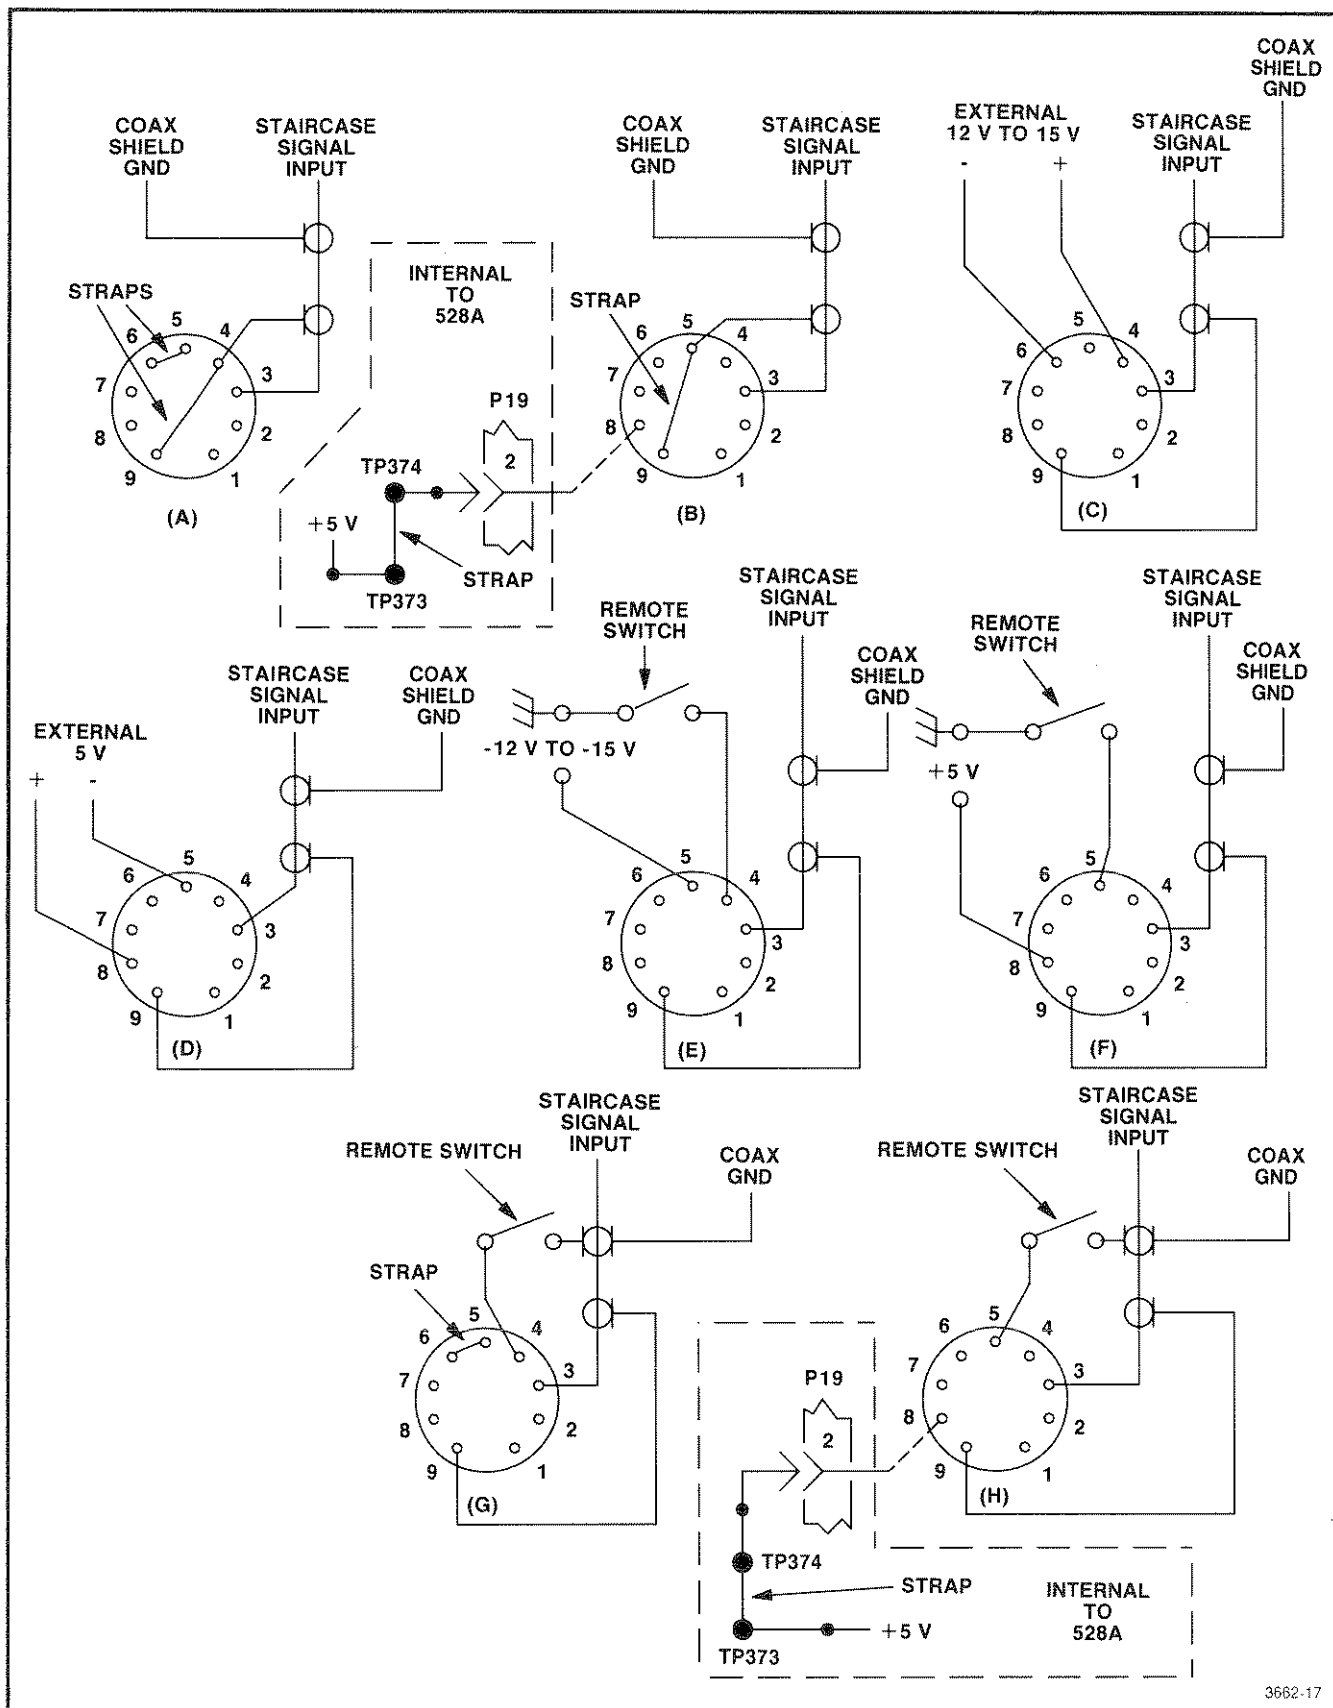 COAX
SHIELD
GND
STAIRCASE
SIGNAL
INPUT
STRAPS
5
6
4
7
3
8
2
9
1
(A)
INTERNAL
TO
528A
P19
2
TP374
+5 V
STRAP
TP373
COAX
SHIELD
GND
STAIRCASE
SIGNAL
INPUT
STRAP
5
6
4
7
3
8
2
9
1
(B)
EXTERNAL
12 V TO 15 V
-
+
STAIRCASE
SIGNAL
INPUT
COAX
SHIELD
GND
5
6
4
7
3
8
2
9
1
(C)
EXTERNAL
5 V
+
-
STAIRCASE
SIGNAL
INPUT
COAX
SHIELD
GND
5
6
4
7
3
8
2
9
1
(D)
REMOTE
SWITCH
-12 V TO -15 V
STAIRCASE
SIGNAL
INPUT
COAX
SHIELD
GND
5
6
4
7
3
8
2
9
1
(E)
REMOTE
SWITCH
+5 V
STAIRCASE
SIGNAL
INPUT
COAX
SHIELD
GND
5
6
4
7
3
8
2
9
1
(F)
STAIRCASE
SIGNAL
INPUT
REMOTE SWITCH
COAX
GND
STRAP
5
6
4
7
3
8
2
9
1
(G)
STAIRCASE
SIGNAL
INPUT
REMOTE SWITCH
COAX
GND
5
6
4
7
3
8
2
9
1
(H)
P19
2
TP374
STRAP
+5 V
TP373
INTERNAL
TO
528A
3662-17